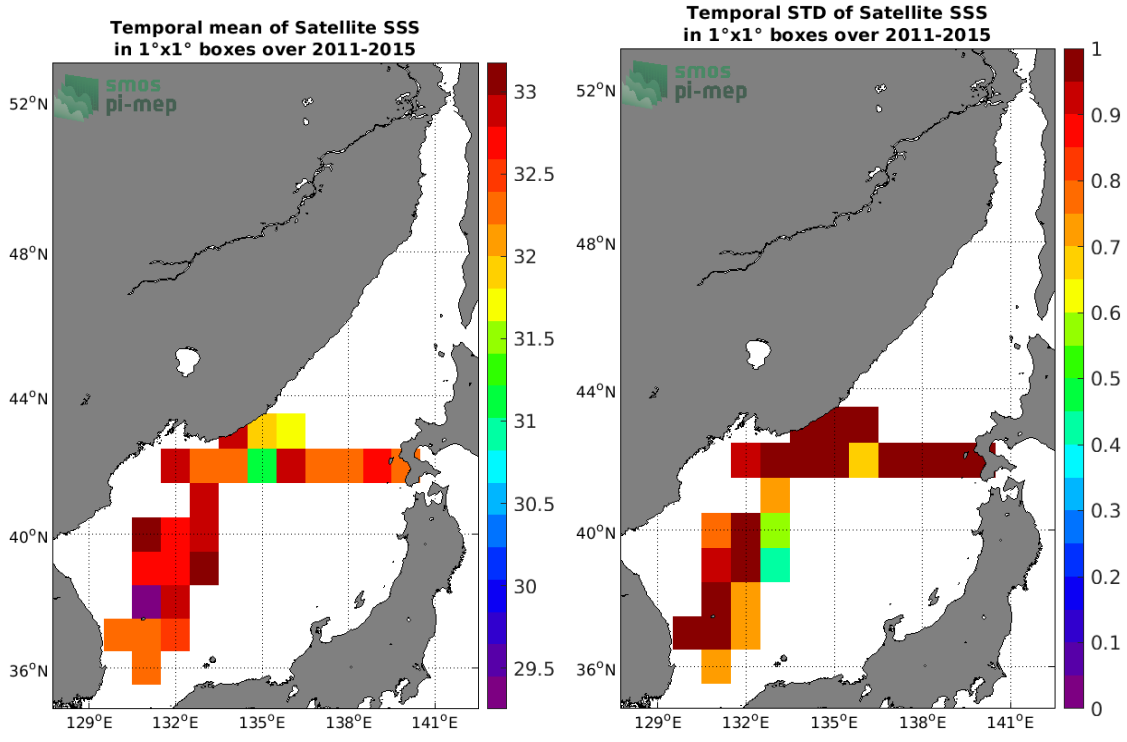 Temporal mean of Satellite SSS
in 1°x1° boxes over 2011-2015
smos
pi-mep
52°N
48°N
44°N
40°N
36°N
129°E
132°E
135°E
138°E
141°E
33
32.5
32
31.5
31
30.5
30
29.5
Temporal STD of Satellite SSS
in 1°x1° boxes over 2011-2015
smos
pi-mep
52°N
48°N
44°N
40°N
36°N
129°E
132°E
135°E
138°E
141°E
1
0.9
0.8
0.7
0.6
0.5
0.4
0.3
0.2
0.1
0